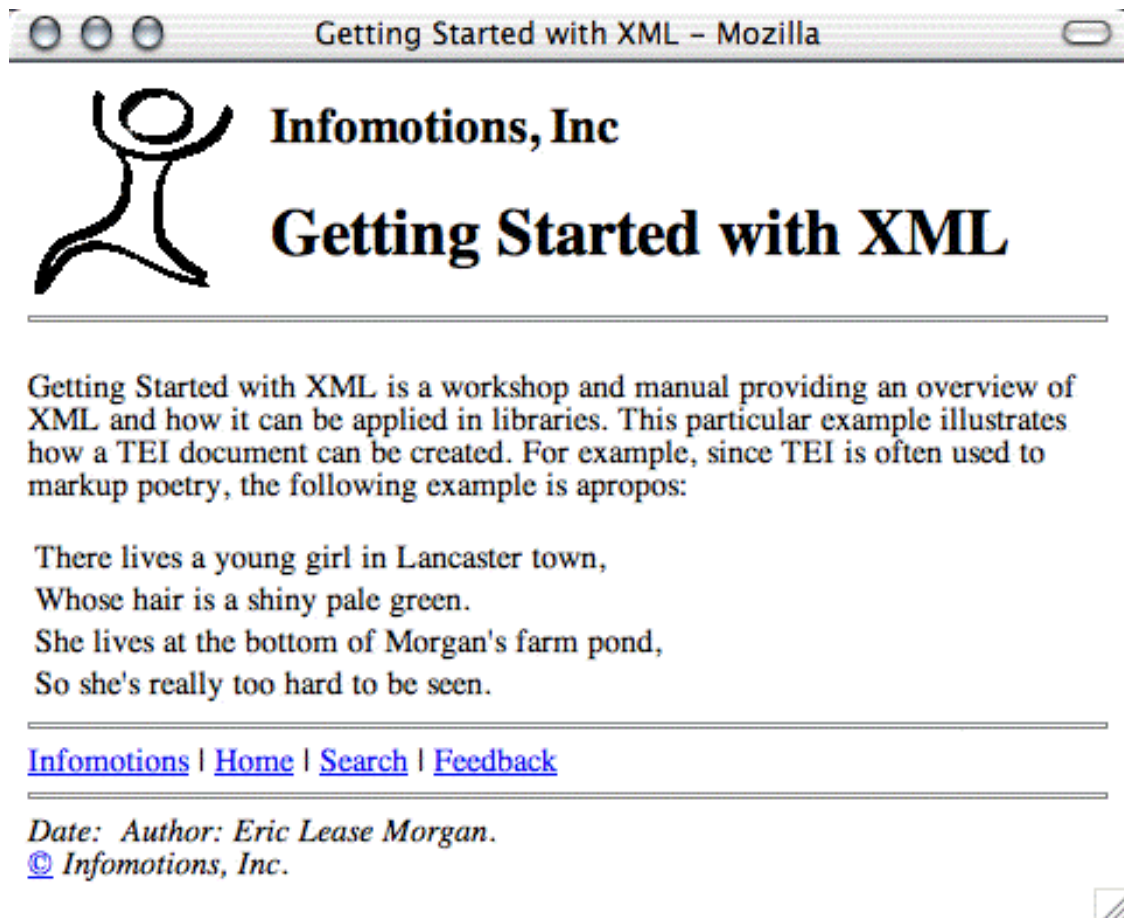 Getting Started with XML – Mozilla
Infomotions, Inc
Getting Started with XML
Getting Started with XML is a workshop and manual providing an overview of
XML and how it can be applied in libraries. This particular example illustrates
how a TEI document can be created. For example, since TEI is often used to
markup poetry, the following example is apropos:
There lives a young girl in Lancaster town,
Whose hair is a shiny pale green.
She lives at the bottom of Morgan's farm pond,
So she's really too hard to be seen.
Infomotions | Home | Search | Feedback
Date:  Author: Eric Lease Morgan.
© Infomotions, Inc.